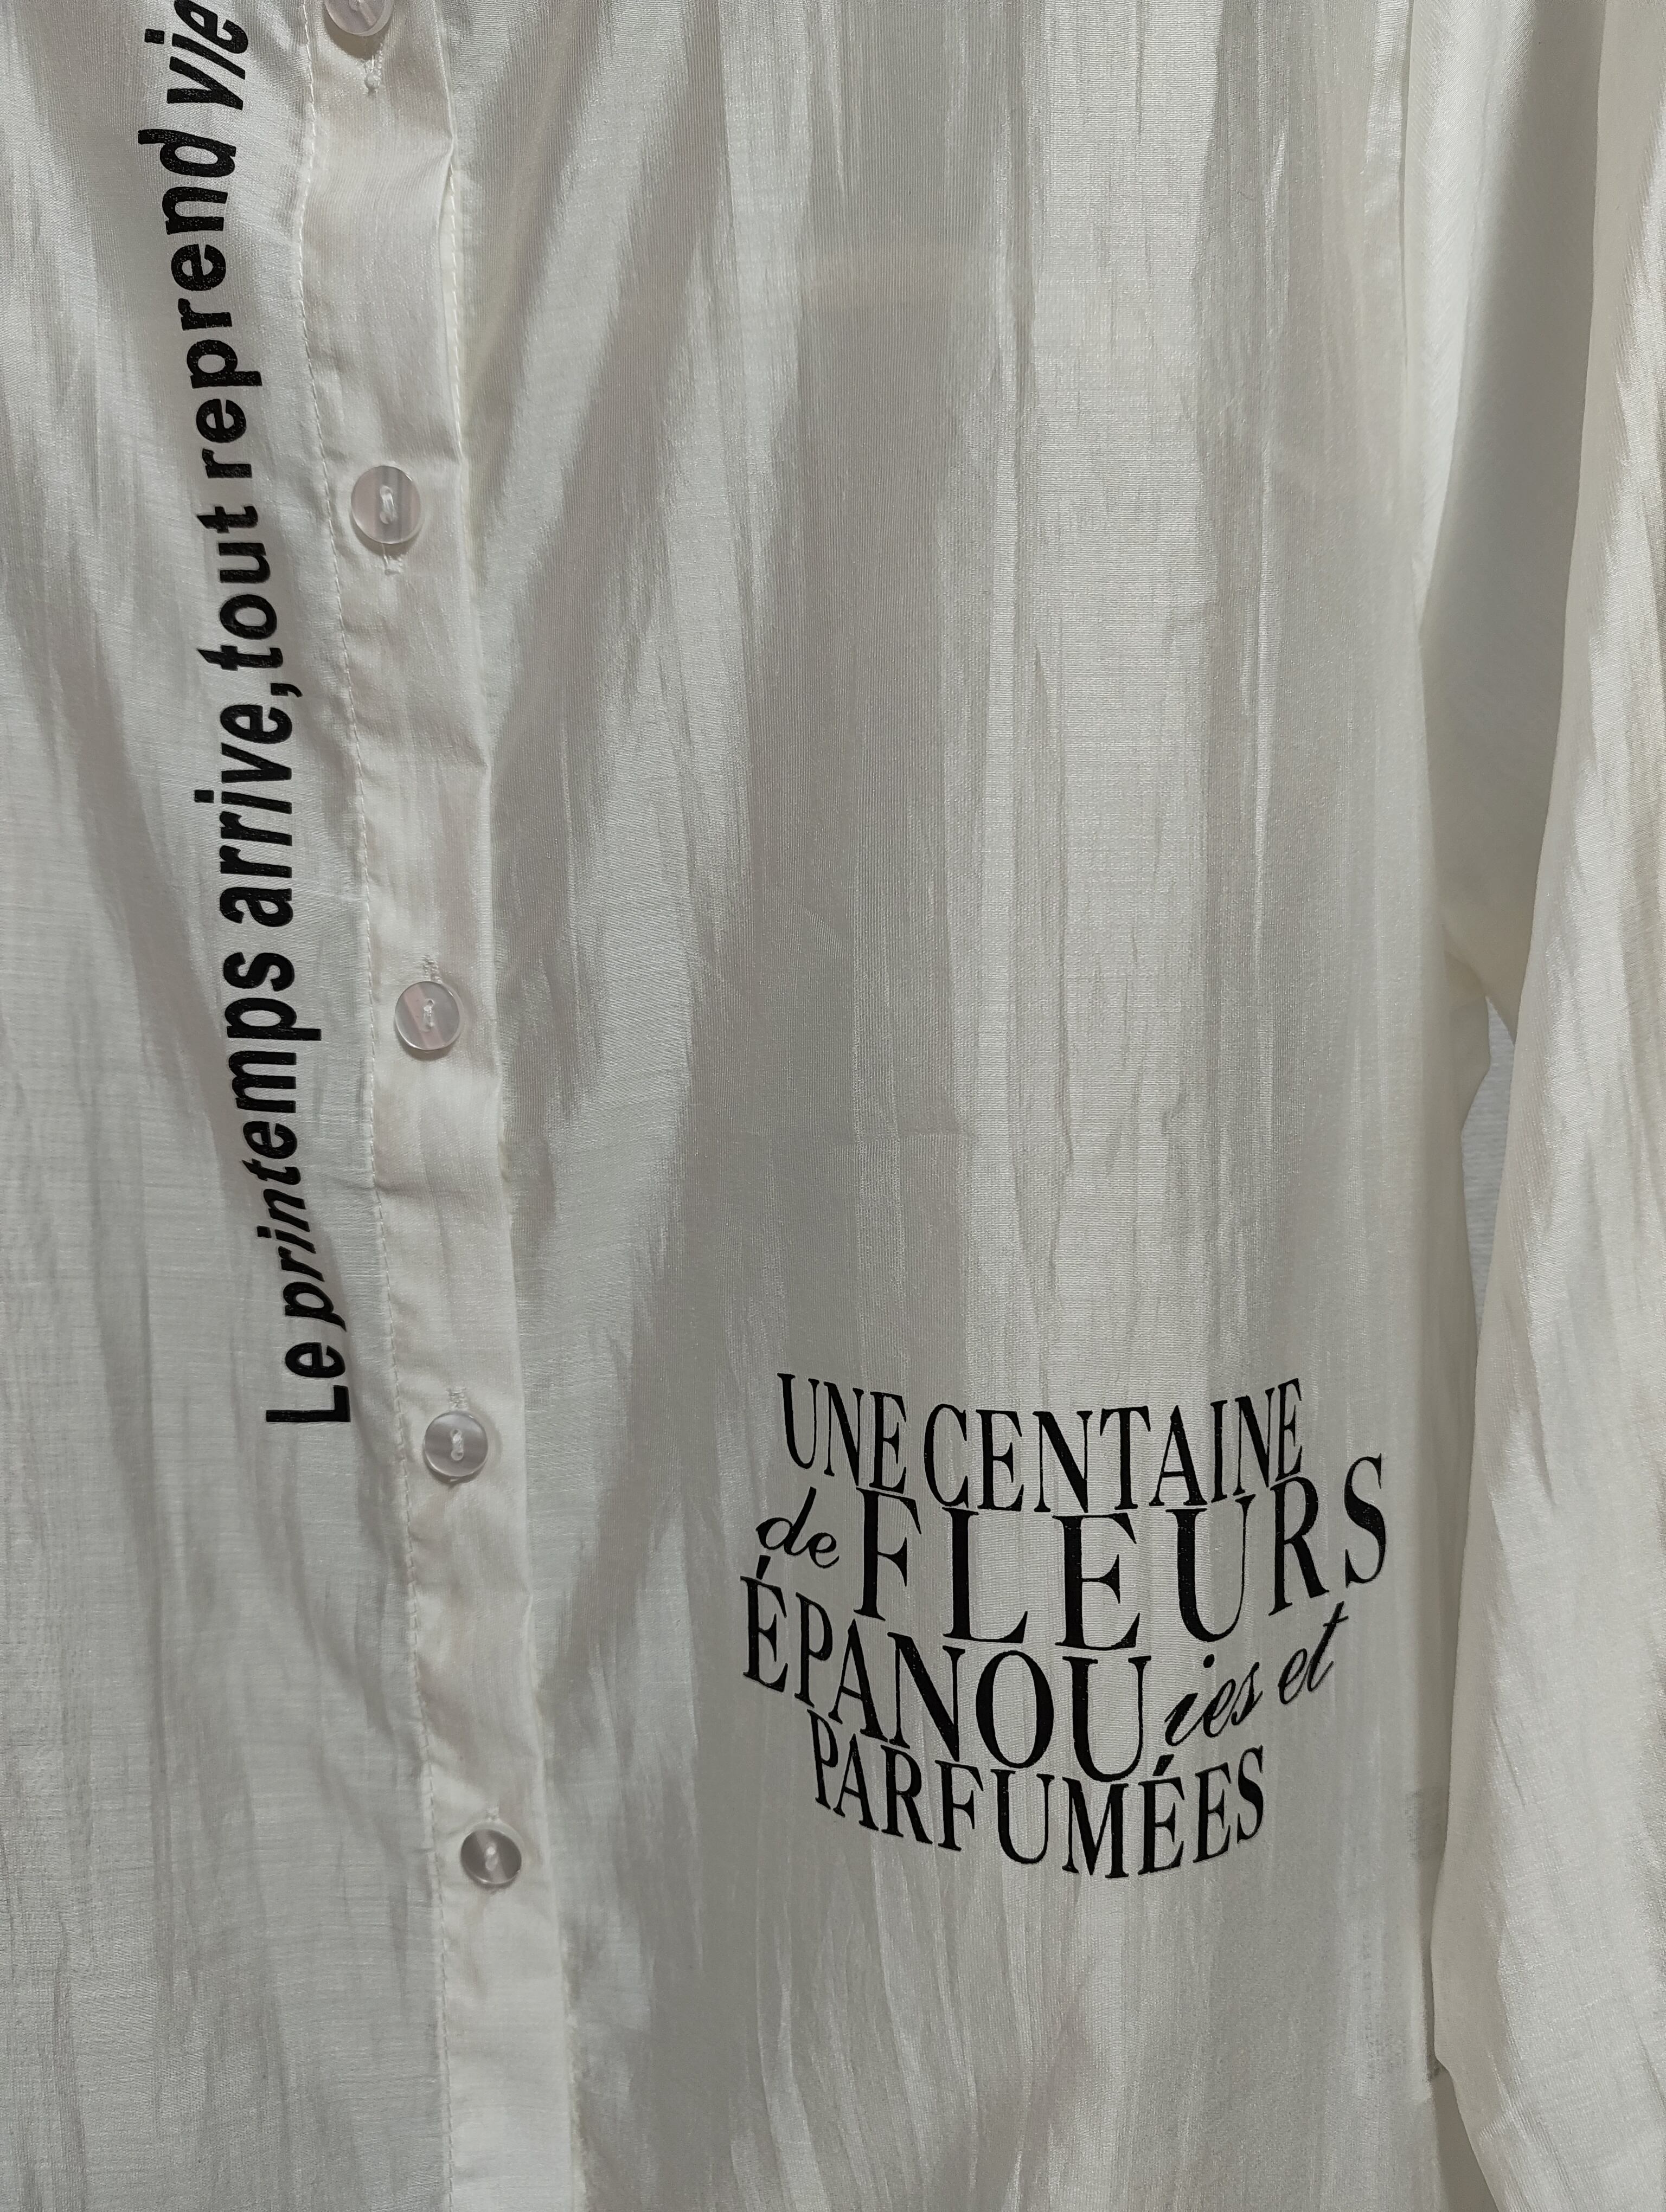 Le printemps arrive,tout reprend vie
UNE CENTAINE
de FLEURS
ÉPANOUies et
PARFUMÉES